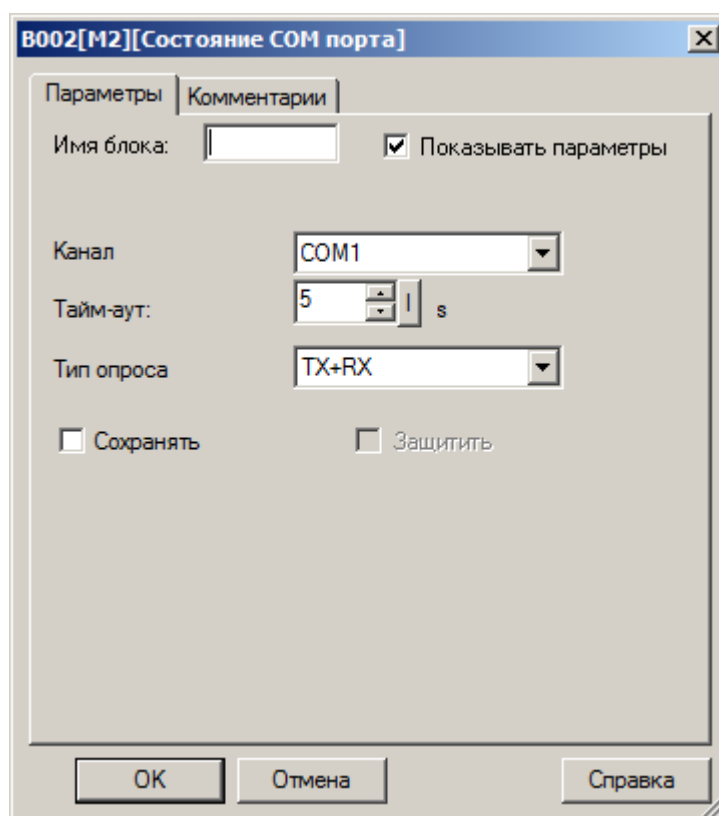 B002[M2][Состояние COM порта]
Параметры Комментарии
Имя блока: Показывать параметры
Канал COM1
Тайм-аут: 5 I s
Тип опроса TX+RX
Сохранять Защитить
OK Отмена Справка